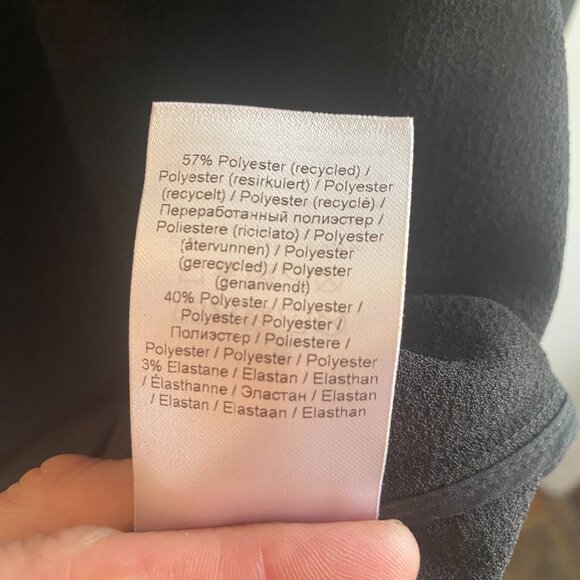 57% Polyester (recycled) /
Polyester (resirkulert) / Polyester
(recycelt) / Polyester (recyclé) /
Переработанный полиэстер /
Poliestere (riciclato) / Polyester
(återvunnen) / Polyester
(gerecycled) / Polyester
(genanvendt)
40% Polyester / Polyester /
Polyester / Polyester /
Полиэстер / Poliestere /
Polyester / Polyester / Polyester
3% Elastane / Elastan / Elasthan
/ Élasthanne / Эластан / Elastan
/ Elastan / Elastaan / Elasthan